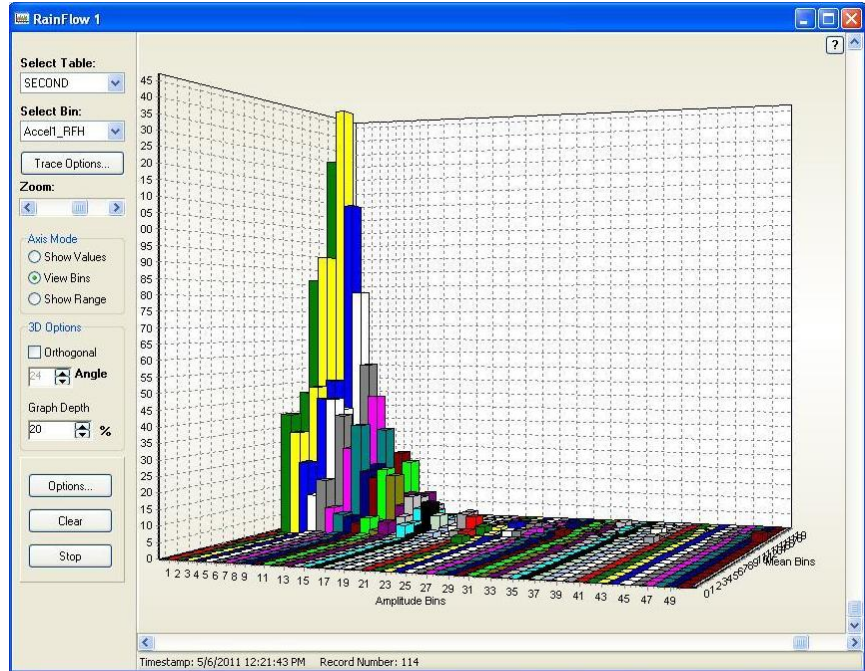 RainFlow 1
?
Select Table:
SECOND
Select Bin:
Accel1_RFH
Trace Options...
Zoom:
Axis Mode
Show Values
View Bins
Show Range
3D Options
Orthogonal
24 Angle
Graph Depth
20 %
Options...
Clear
Stop
45
40
35
30
25
20
15
10
05
00
95
90
85
80
75
70
65
60
55
50
45
40
35
30
25
20
15
10
5
0
1 2 3 4 5 6 7 8 9 11 13 15 17 19 21 23 25 27 29 31 33 35 37 39 41 43 45 47 49
Amplitude Bins
Mean Bins
Timestamp: 5/6/2011 12:21:43 PM Record Number: 114